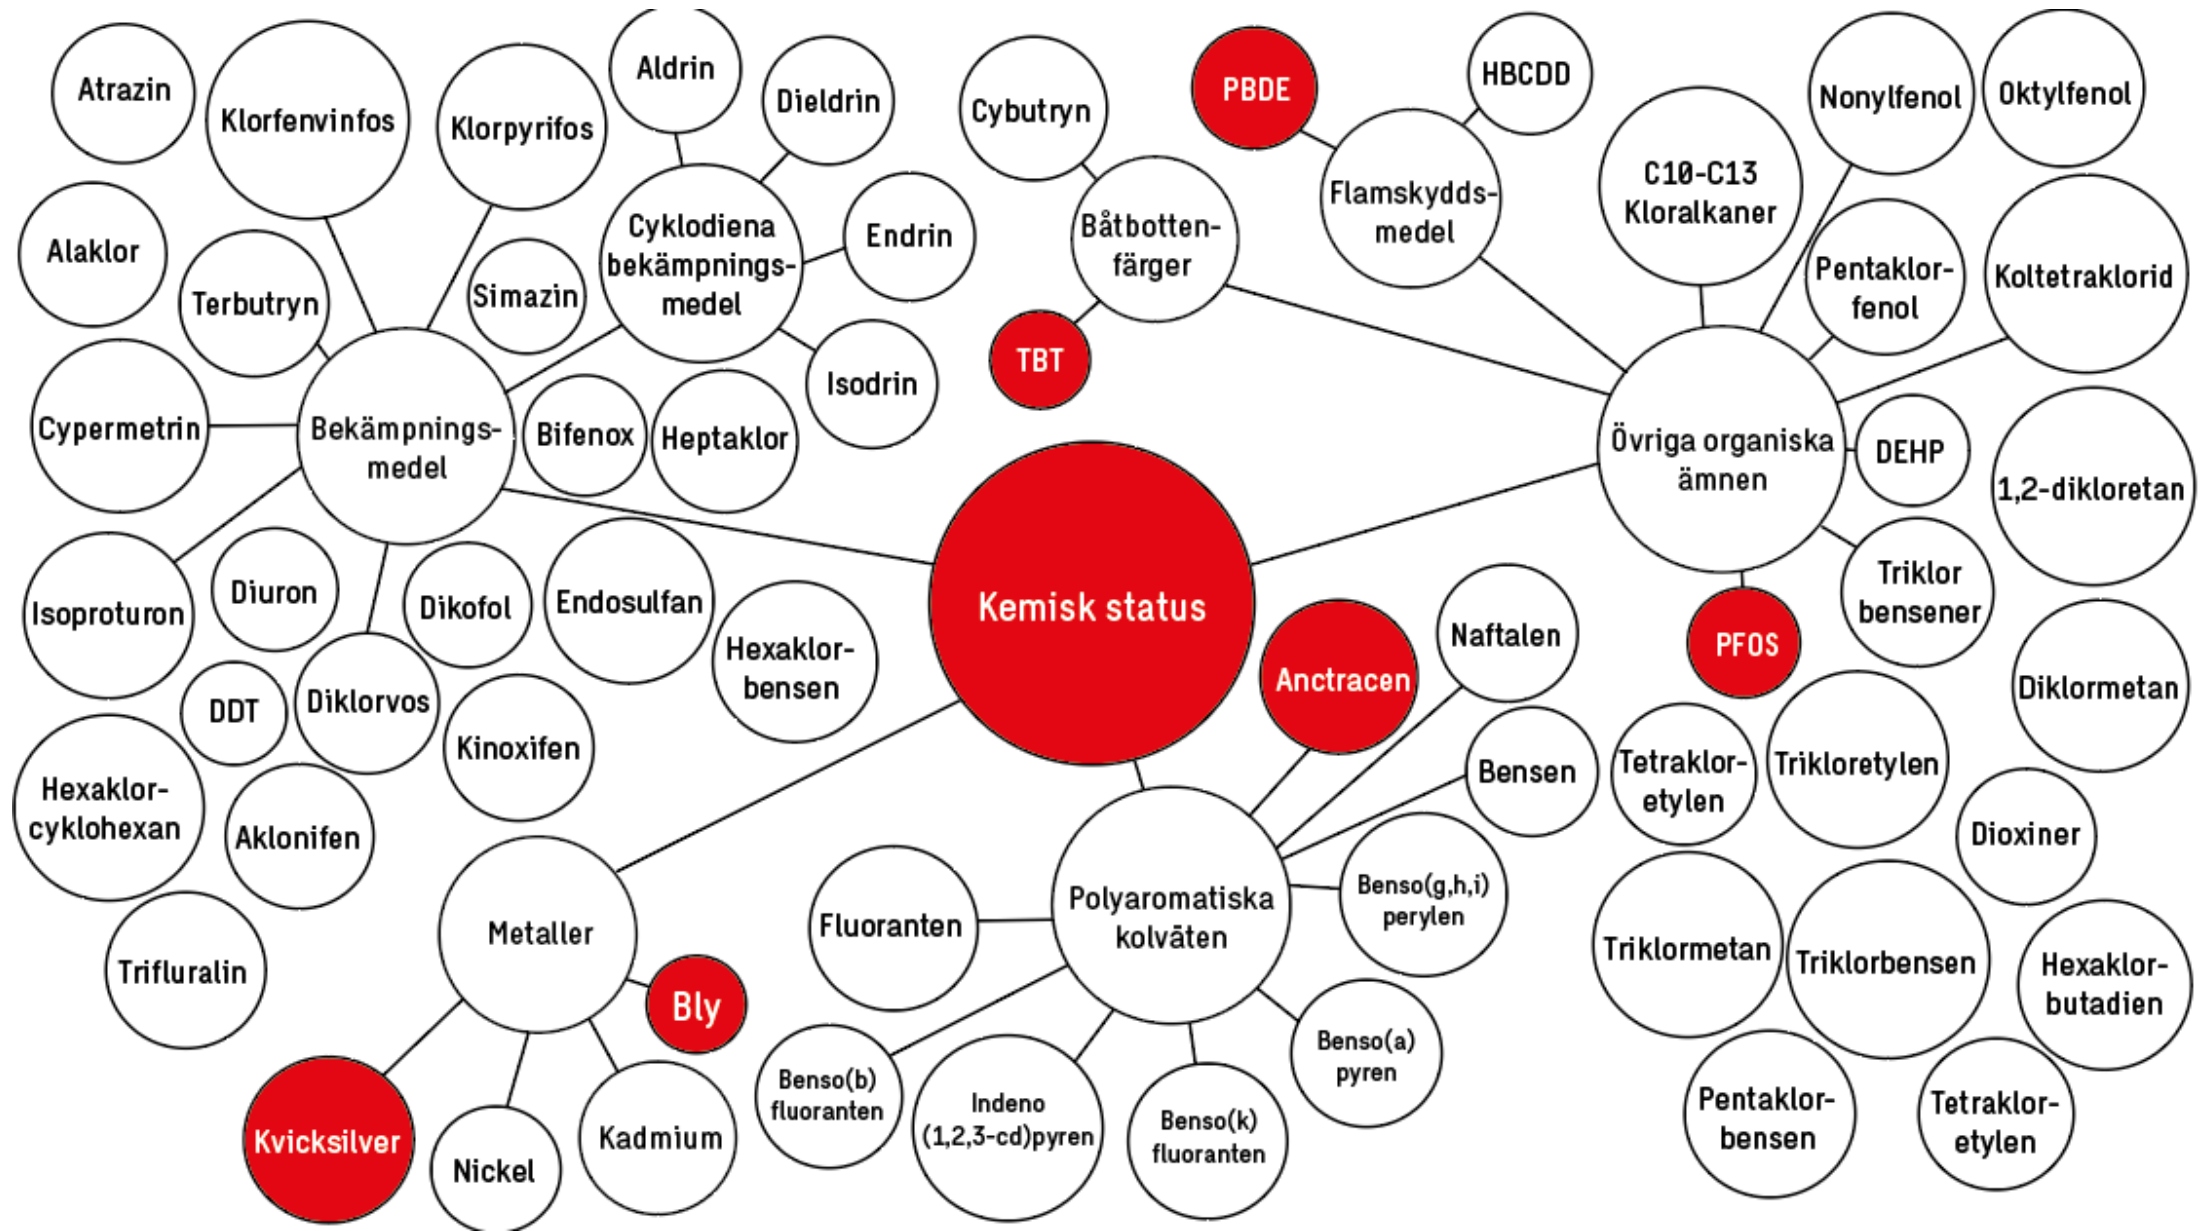 Atrazin
Klorfenvinfos
Klorpyrifos
Aldrin
Dieldrin
Cybutryn
PBDE
HBCDD
Nonylfenol
Oktylfenol
Alaklor
Terbutryn
Simazin
Cyklodiena
bekämpnings-
medel
Endrin
Båtbotten-
färger
Flamskydds-
medel
C10-C13
Kloralkaner
Pentaklor-
fenol
Koltetraklorid
TBT
Isodrin
Cypermetrin
Bekämpnings-
medel
Bifenox
Heptaklor
Övriga organiska
ämnen
DEHP
1,2-dikloretan
Isoproturon
Diuron
Dikofol
Endosulfan
Hexaklor-
bensen
Kemisk status
Anctracen
Naftalen
PFOS
Triklor
bensener
Diklormetan
DDT
Diklorvos
Kinoxifen
Bensen
Tetraklor-
etylen
Trikloretylen
Dioxiner
Hexaklor-
cyklohexan
Aklonifen
Trifluralin
Metaller
Bly
Fluoranten
Polyaromatiska
kolväten
Benso(g,h,i)
perylen
Triklormetan
Triklorbensen
Hexaklor-
butadien
Kvicksilver
Nickel
Kadmium
Benso(b)
fluoranten
Indeno
(1,2,3-cd)pyren
Benso(k)
fluoranten
Benso(a)
pyren
Pentaklor-
bensen
Tetraklor-
etylen